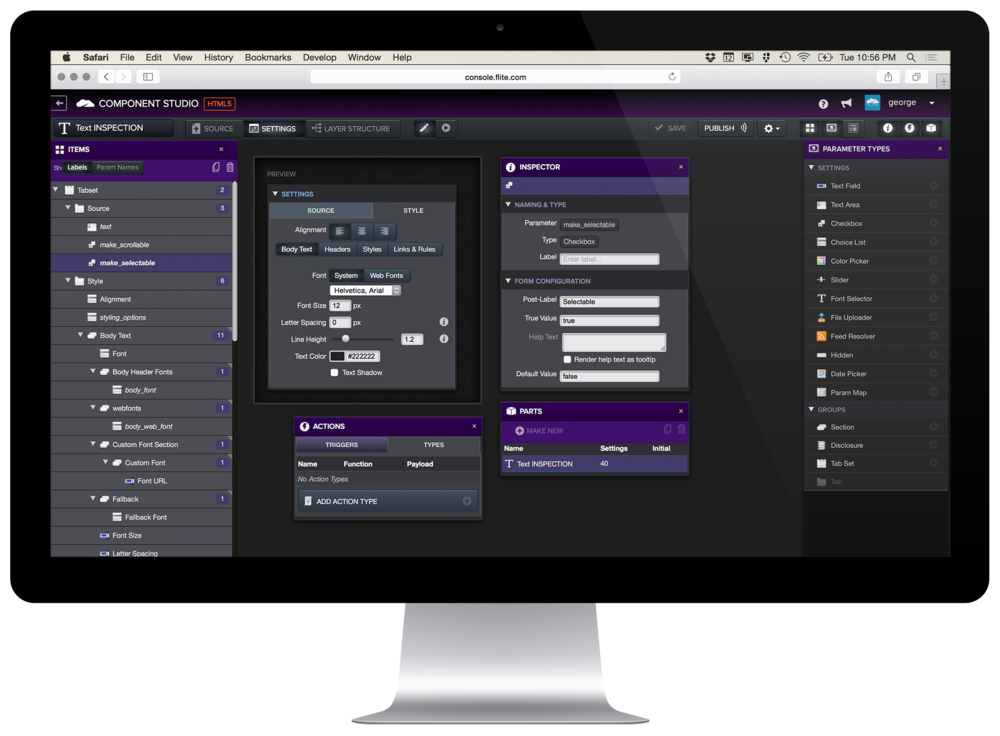 Safari File Edit View History Bookmarks Develop Window Help
12
Tue 10:56 PM
console.flite.com
COMPONENT STUDIO HTML5
george
Text INSPECTION
SOURCE SETTINGS LAYER STRUCTURE
SAVE PUBLISH
ITEMS ×
Sh Labels Param Names
Tabset 2
Source 3
text
make_scrollable
make_selectable
Style 6
Alignment
styling_options
Body Text 11
Font
Body Header Fonts 1
body_font
webfonts 1
body_web_font
Custom Font Section 1
Custom Font 1
Font URL
Fallback 1
Fallback Font
Font Size
Letter Spacing
PREVIEW
SETTINGS
SOURCE STYLE
Alignment
Body Text Headers Styles Links & Rules
Font System Web Fonts
Helvetica, Arial
Font Size 12 px
Letter Spacing 0 px
Line Height 1.2
Text Color #222222
Text Shadow
ACTIONS ×
TRIGGERS TYPES
Name Function Payload
No Action Types
ADD ACTION TYPE
INSPECTOR ×
NAMING & TYPE
Parameter make_selectable
Type Checkbox
Label Enter label...
FORM CONFIGURATION
Post-Label Selectable
True Value true
Help Text
Render help text as tooltip
Default Value false
PARTS ×
MAKE NEW
Name Settings Initial
Text INSPECTION 40
PARAMETER TYPES ×
SETTINGS
Text Field
Text Area
Checkbox
Choice List
Color Picker
Slider
Font Selector
File Uploader
Feed Resolver
Hidden
Date Picker
Param Map
GROUPS
Section
Disclosure
Tab Set
Tab